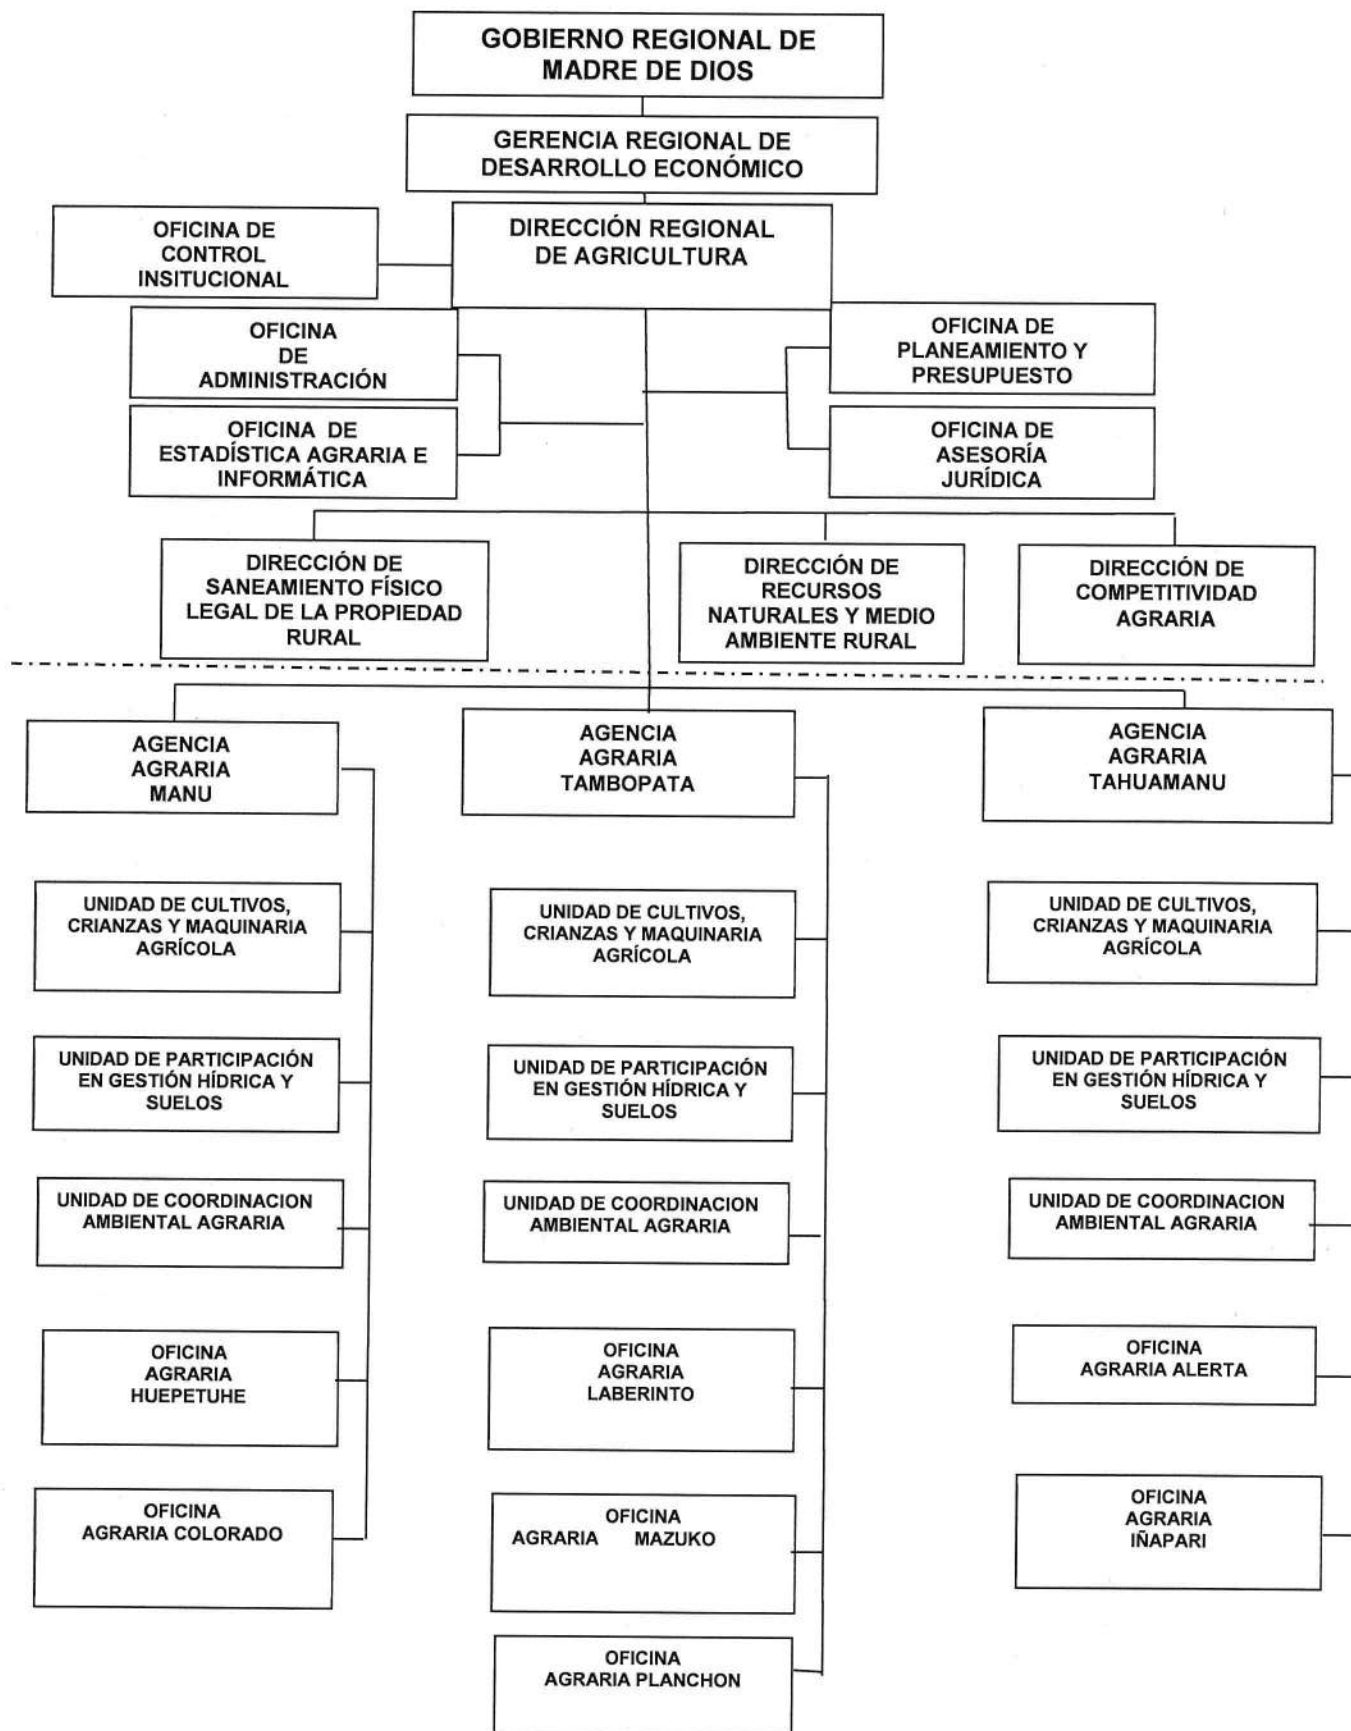 GOBIERNO REGIONAL DE
MADRE DE DIOS
GERENCIA REGIONAL DE
DESARROLLO ECONÓMICO
OFICINA DE
CONTROL
INSITUCIONAL
DIRECCIÓN REGIONAL
DE AGRICULTURA
OFICINA
DE
ADMINISTRACIÓN
OFICINA DE
PLANEAMIENTO Y
PRESUPUESTO
OFICINA DE
ESTADÍSTICA AGRARIA E
INFORMÁTICA
OFICINA DE
ASESORÍA
JURÍDICA
DIRECCIÓN DE
SANEAMIENTO FÍSICO
LEGAL DE LA PROPIEDAD
RURAL
DIRECCIÓN DE
RECURSOS
NATURALES Y MEDIO
AMBIENTE RURAL
DIRECCIÓN DE
COMPETITIVIDAD
AGRARIA
AGENCIA
AGRARIA
MANU
AGENCIA
AGRARIA
TAMBOPATA
AGENCIA
AGRARIA
TAHUAMANU
UNIDAD DE CULTIVOS,
CRIANZAS Y MAQUINARIA
AGRÍCOLA
UNIDAD DE CULTIVOS,
CRIANZAS Y MAQUINARIA
AGRÍCOLA
UNIDAD DE CULTIVOS,
CRIANZAS Y MAQUINARIA
AGRÍCOLA
UNIDAD DE PARTICIPACIÓN
EN GESTIÓN HÍDRICA Y
SUELOS
UNIDAD DE PARTICIPACIÓN
EN GESTIÓN HÍDRICA Y
SUELOS
UNIDAD DE PARTICIPACIÓN
EN GESTIÓN HÍDRICA Y
SUELOS
UNIDAD DE COORDINACION
AMBIENTAL AGRARIA
UNIDAD DE COORDINACION
AMBIENTAL AGRARIA
UNIDAD DE COORDINACION
AMBIENTAL AGRARIA
OFICINA
AGRARIA
HUEPETUHE
OFICINA
AGRARIA
LABERINTO
OFICINA
AGRARIA ALERTA
OFICINA
AGRARIA COLORADO
OFICINA
AGRARIA MAZUKO
OFICINA
AGRARIA
IÑAPARI
OFICINA
AGRARIA PLANCHON